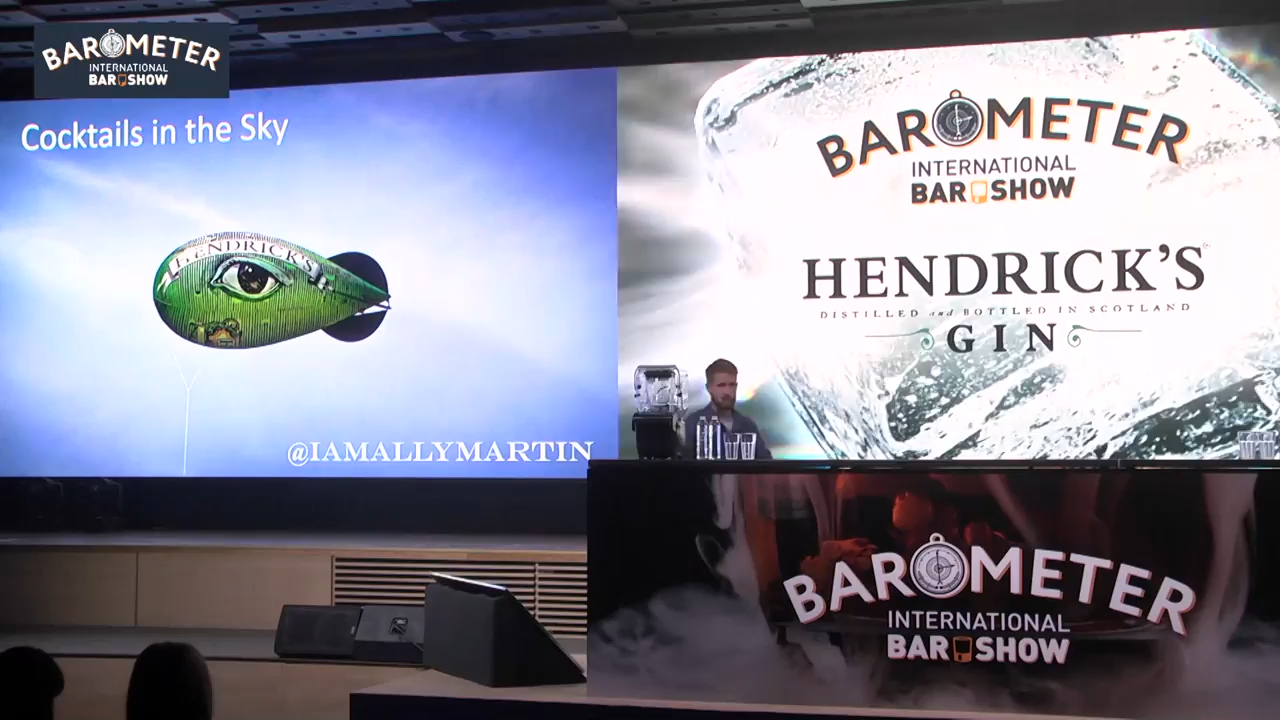 BAROMETER
INTERNATIONAL
BAR SHOW
Cocktails in the Sky
HENDRICK'S
@IAMALLYMARTIN
BAROMETER
INTERNATIONAL
BAR SHOW
HENDRICK'S
DISTILLED and BOTTLED IN SCOTLAND
GIN
BAROMETER
INTERNATIONAL
BAR SHOW